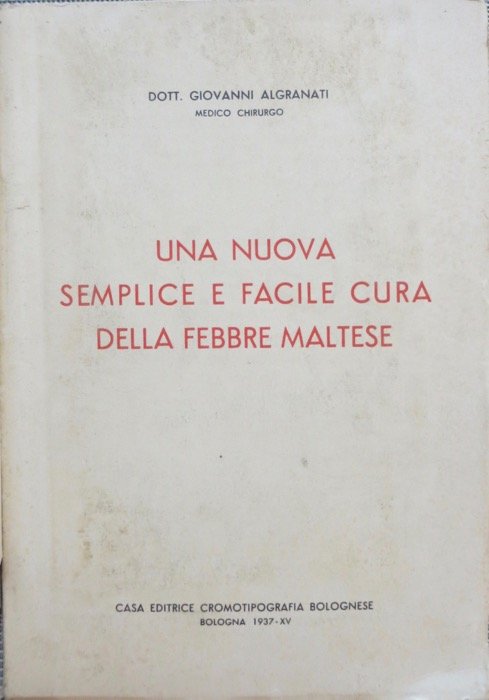 DOTT. GIOVANNI ALGRANATI
MEDICO CHIRURGO
UNA NUOVA
SEMPLICE E FACILE CURA
DELLA FEBBRE MALTESE
CASA EDITRICE CROMOTIPOGRAFIA BOLOGNESE
BOLOGNA 1937-XV